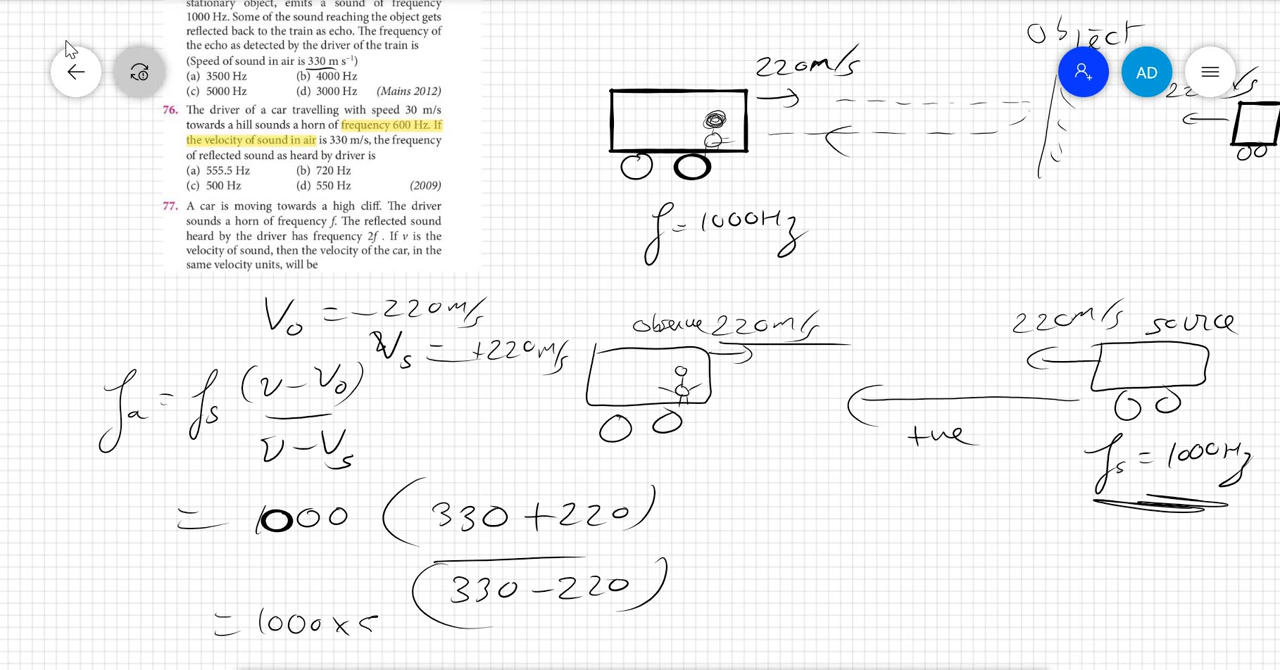 stationary object, emits a sound of frequency
1000 Hz. Some of the sound reaching the object gets
reflected back to the train as echo. The frequency of
the echo as detected by the driver of the train is
(Speed of sound in air is 330 m s⁻¹)
(a) 3500 Hz (b) 4000 Hz
(c) 5000 Hz (d) 3000 Hz (Mains 2012)
76. The driver of a car travelling with speed 30 m/s
towards a hill sounds a horn of frequency 600 Hz. If
the velocity of sound in air is 330 m/s, the frequency
of reflected sound as heard by driver is
(a) 555.5 Hz (b) 720 Hz
(c) 500 Hz (d) 550 Hz (2009)
77. A car is moving towards a high cliff. The driver
sounds a horn of frequency f. The reflected sound
heard by the driver has frequency 2f. If v is the
velocity of sound, then the velocity of the car, in the
same velocity units, will be
object
AD
220m/s
f = 1000Hz
V₀ = -220m/s
Vs = +220m/s
fa = fs (v - V₀)
v - Vs
= 1000 (330 + 220)
(330 - 220)
= 1000 x 5
observe 220m/s
220m/s source
+ve
fs = 1000Hz